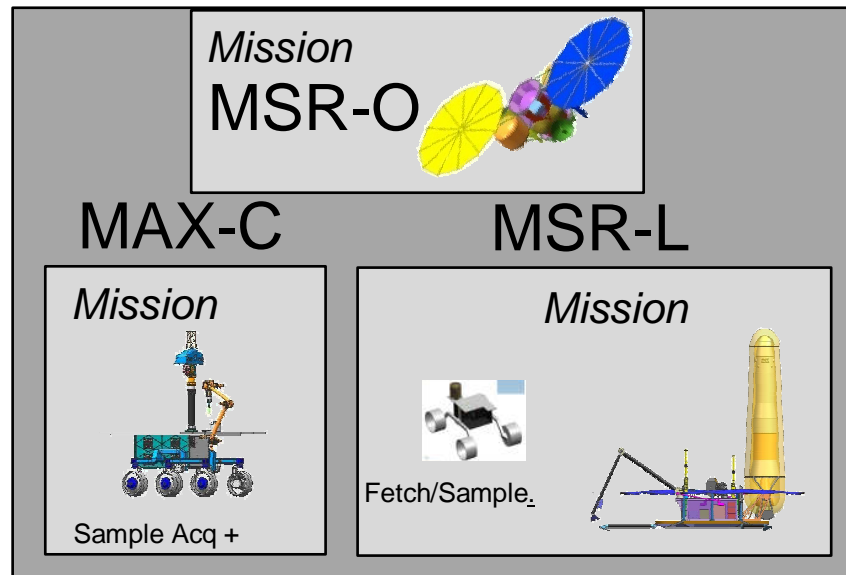 Mission
MSR-O
MAX-C
MSR-L
Mission
Sample Acq +
Mission
Fetch/Sample.